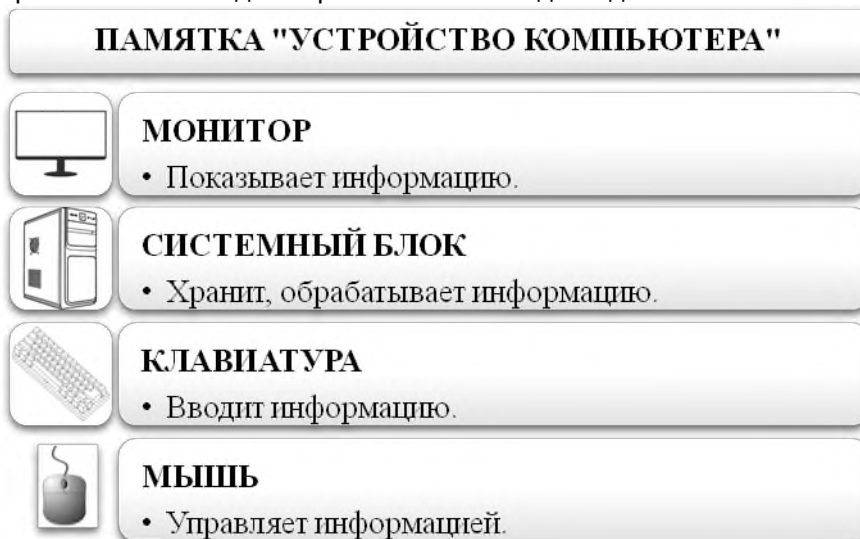 ПАМЯТКА "УСТРОЙСТВО КОМПЬЮТЕРА"
МОНИТОР
• Показывает информацию.
СИСТЕМНЫЙ БЛОК
• Хранит, обрабатывает информацию.
КЛАВИАТУРА
• Вводит информацию.
МЫШЬ
• Управляет информацией.